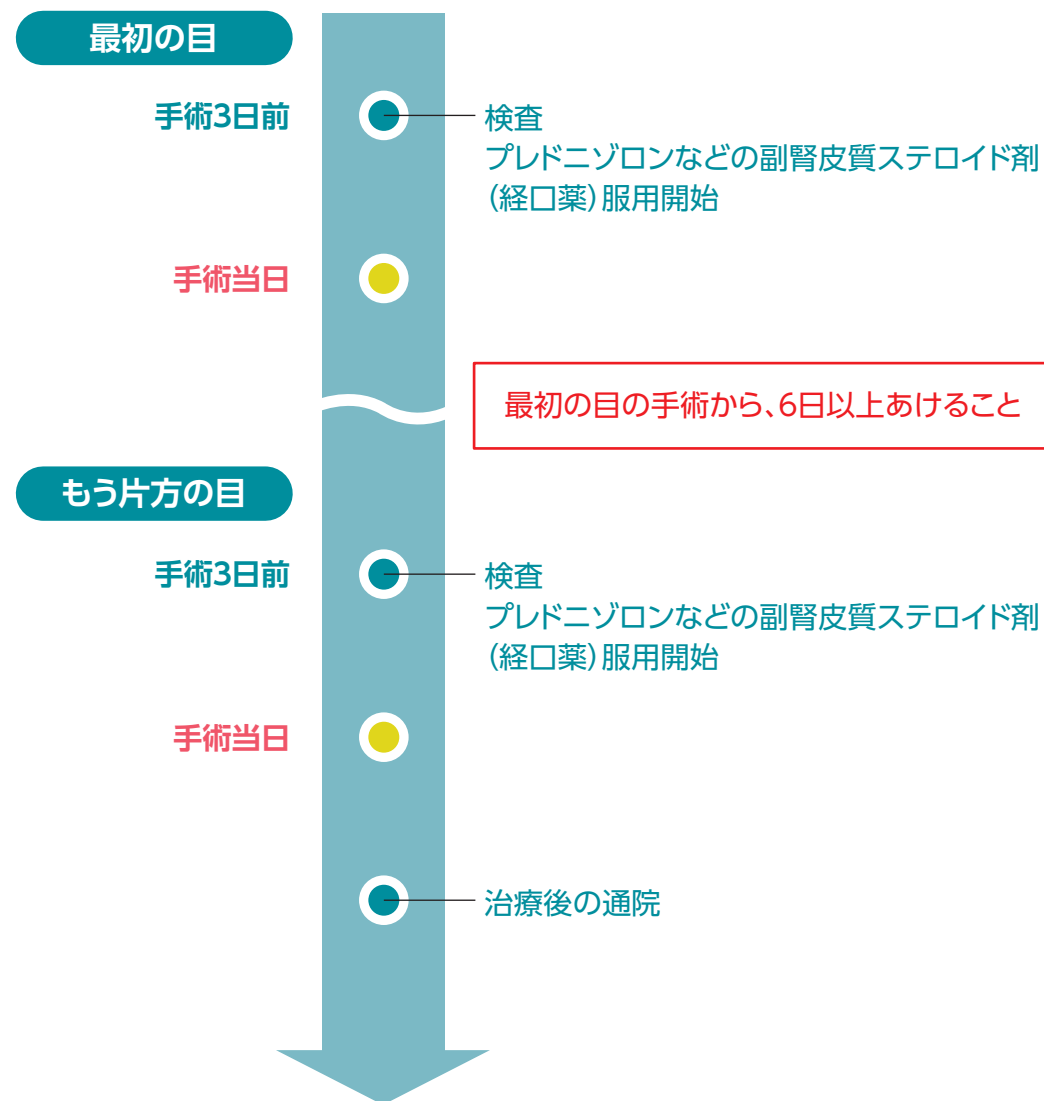 最初の目
手術3日前
検査
プレドニゾロンなどの副腎皮質ステロイド剤
（経口薬）服用開始
手術当日
最初の目の手術から、6日以上あけること
もう片方の目
手術3日前
検査
プレドニゾロンなどの副腎皮質ステロイド剤
（経口薬）服用開始
手術当日
治療後の通院